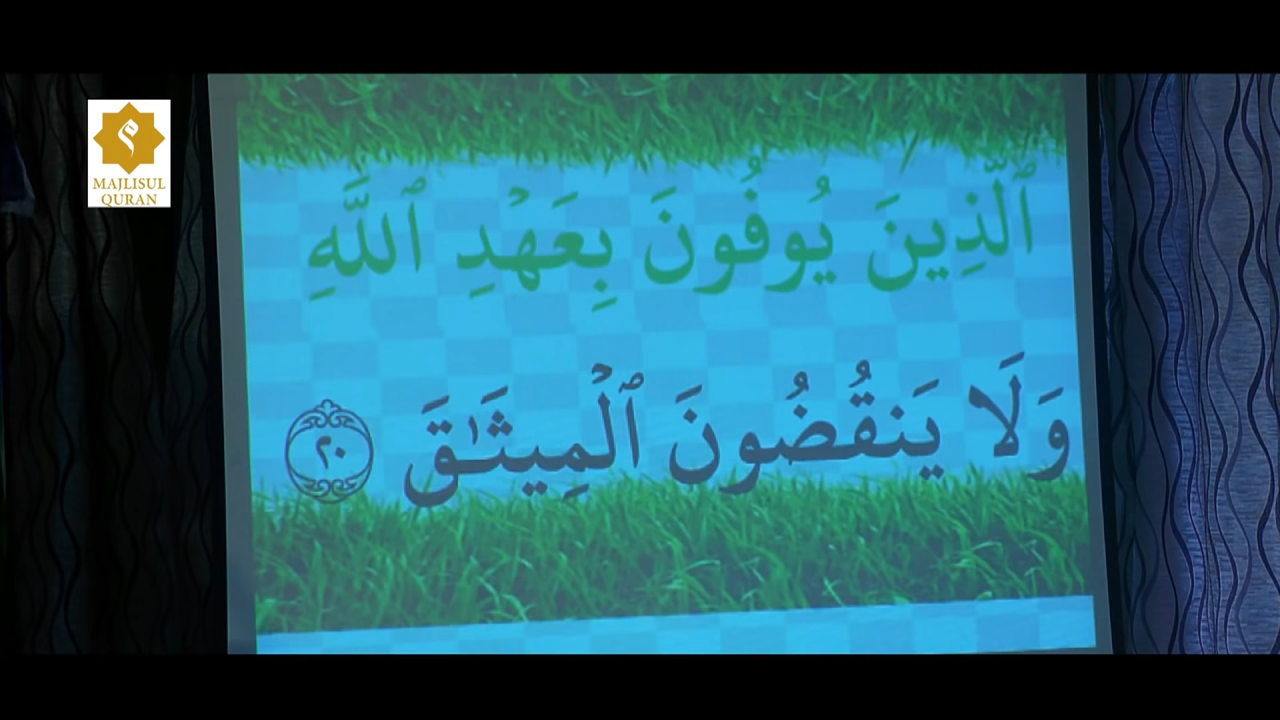 MAJLISUL
QURAN
ٱلَّذِينَ يُوفُونَ بِعَهْدِ ٱللَّهِ
وَلَا يَنقُضُونَ ٱلْمِيثَـٰقَ ٢٠